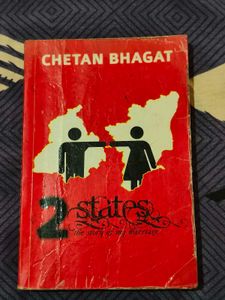 CHETAN BHAGAT
2 states
the story of my marriage